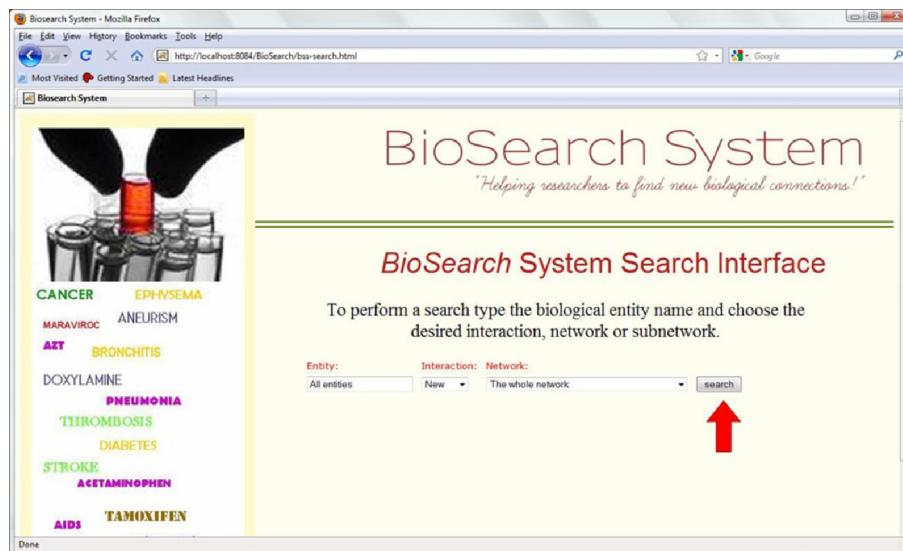 Biosearch System - Mozilla Firefox
File Edit View History Bookmarks Tools Help
http://localhost:8084/BioSearch/bss-search.html
Google
Most Visited Getting Started Latest Headlines
Biosearch System
BioSearch System
"Helping researchers to find new biological connections!"
BioSearch System Search Interface
To perform a search type the biological entity name and choose the
desired interaction, network or subnetwork.
Entity: Interaction: Network:
All entities New The whole network search
CANCER EPHYSEMA
MARAVIROC ANEURISM
AZT BRONCHITIS
DOXYLAMINE
PNEUMONIA
THROMBOSIS
DIABETES
STROKE
ACETAMINOPHEN
TAMOXIFEN
AIDS
Done